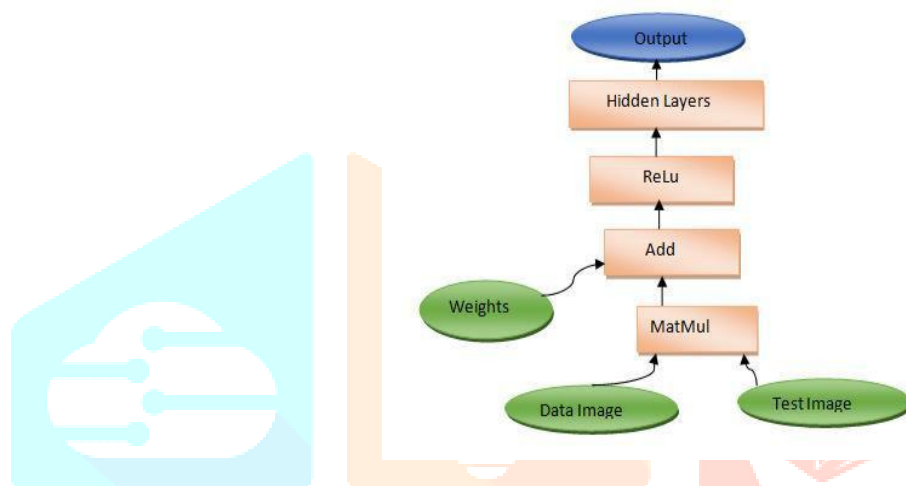 Output
Hidden Layers
ReLu
Add
Weights
MatMul
Data Image
Test Image